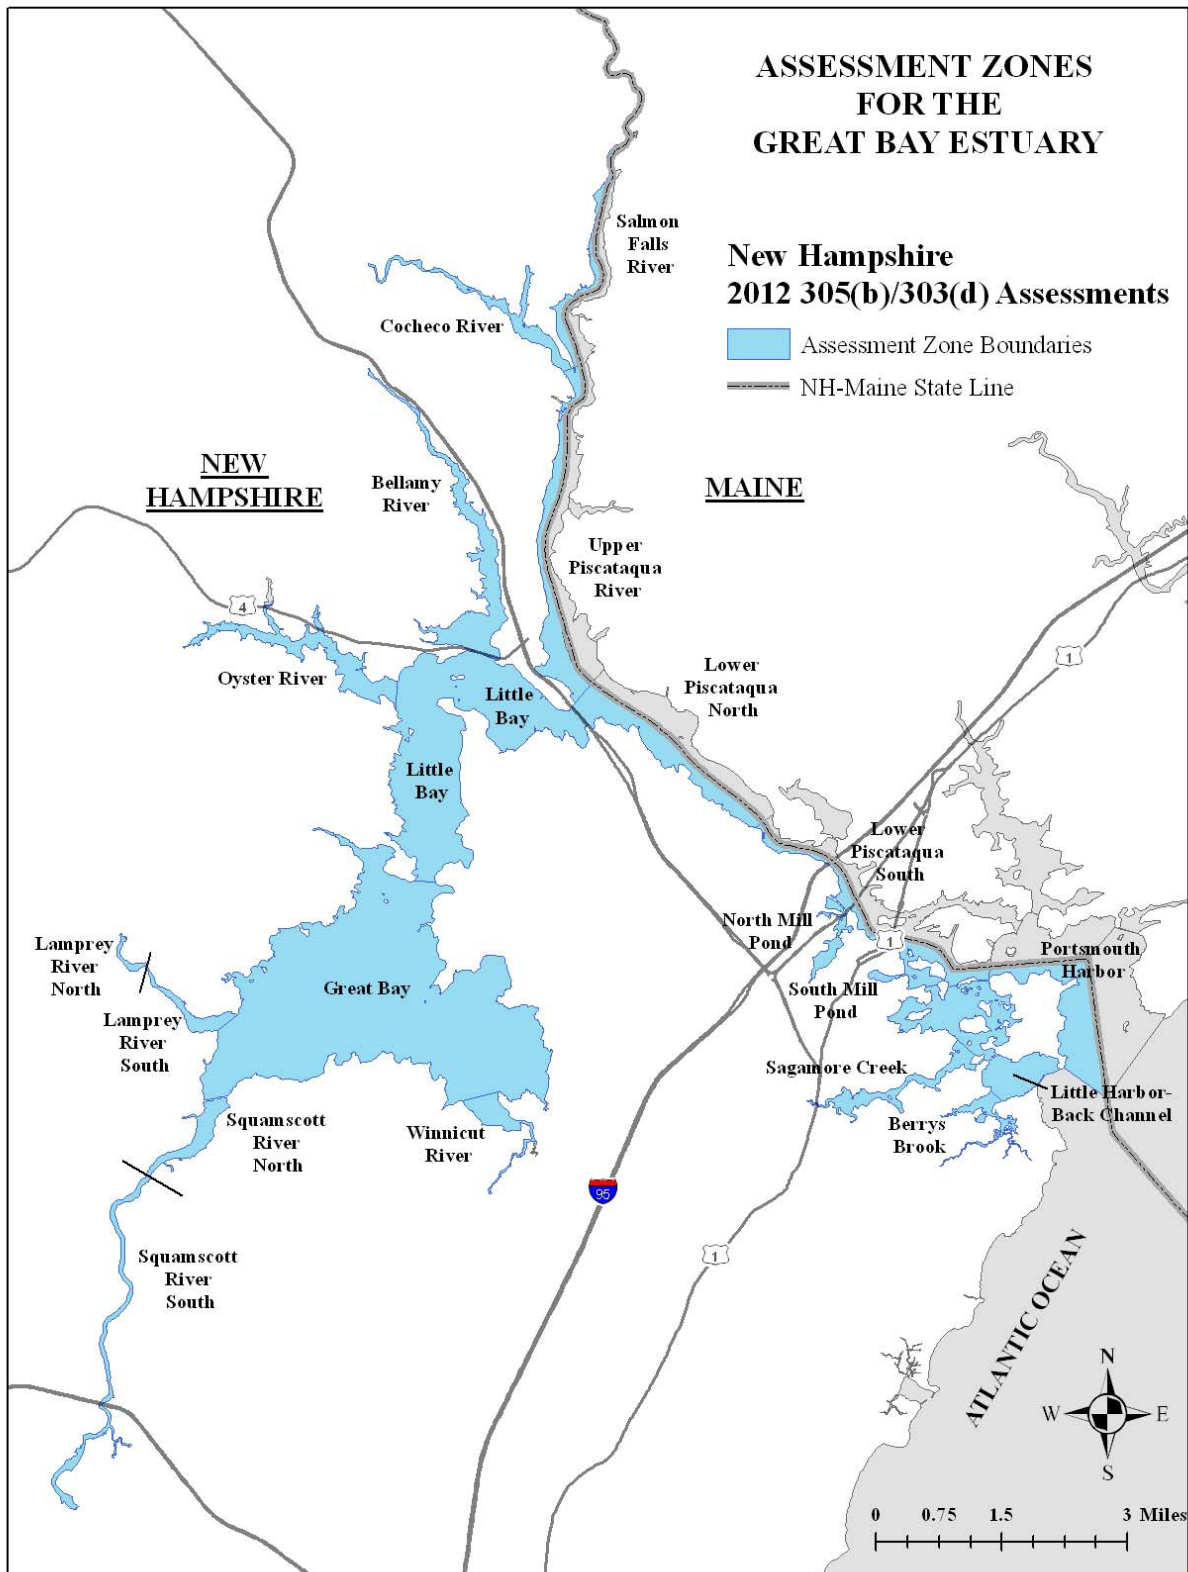 ASSESSMENT ZONES
FOR THE
GREAT BAY ESTUARY
New Hampshire
2012 305(b)/303(d) Assessments
Assessment Zone Boundaries
NH-Maine State Line
Salmon
Falls
River
Cocheco River
NEW
HAMPSHIRE
Bellamy
River
MAINE
Upper
Piscataqua
River
4
Oyster River
Little
Bay
Lower
Piscataqua
North
1
Little
Bay
Lower
Piscataqua
South
North Mill
Pond
1
Portsmouth
Harbor
Lamprey
River
North
Great Bay
South Mill
Pond
Lamprey
River
South
Sagamore Creek
Little Harbor-
Back Channel
Squamscott
River
North
Winnicut
River
Berrys
Brook
95
Squamscott
River
South
1
ATLANTIC OCEAN
N
W
E
S
0 0.75 1.5 3 Miles